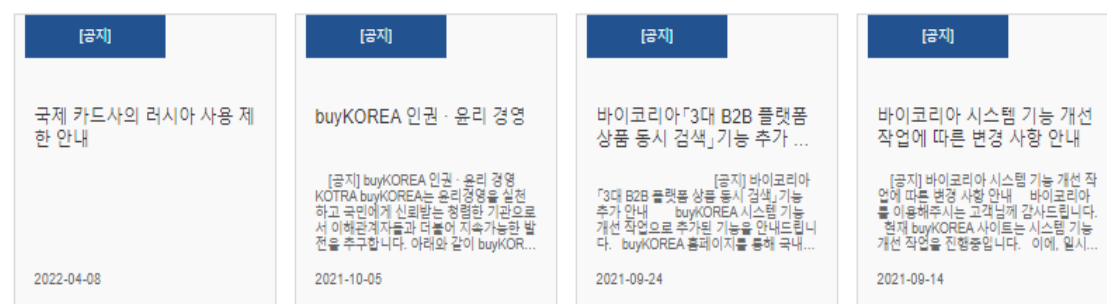 [공지]
국제 카드사의 러시아 사용 제
한 안내
2022-04-08
[공지]
buyKOREA 인권 · 윤리 경영
[공지] buyKOREA 인권 · 윤리 경영
KOTRA buyKOREA는 윤리경영을 실천
하고 국민에게 신뢰받는 청렴한 기관으로
서 이해관계자들과 더불어 지속가능한 발
전을 추구합니다. 아래와 같이 buyKOR...
2021-10-05
[공지]
바이코리아「3대 B2B 플랫폼
상품 동시 검색」기능 추가 ...
[공지] 바이코리아
「3대 B2B 플랫폼 상품 동시 검색」기능
추가 안내 buyKOREA 시스템 기능
개선 작업으로 추가된 기능을 안내드립니
다. buyKOREA 홈페이지를 통해 국내...
2021-09-24
[공지]
바이코리아 시스템 기능 개선
작업에 따른 변경 사항 안내
[공지] 바이코리아 시스템 기능 개선 작
업에 따른 변경 사항 안내 바이코리아
를 이용해주시는 고객님께 감사드립니다.
현재 buyKOREA 사이트는 시스템 기능
개선 작업을 진행중입니다. 이에, 일시...
2021-09-14